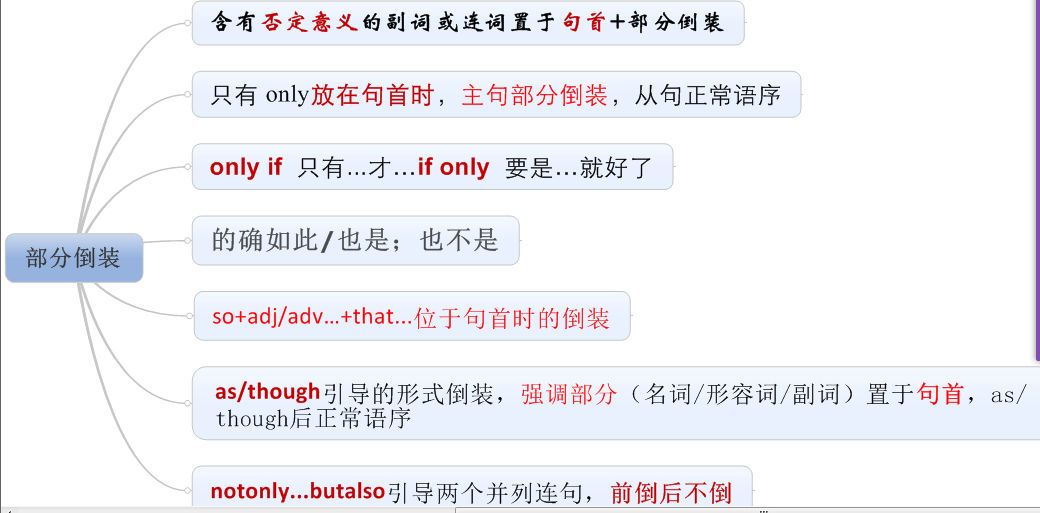 含有否定意义的副词或连词置于句首+部分倒装
只有 only放在句首时，主句部分倒装，从句正常语序
only if 只有...才...if only 要是...就好了
的确如此/也是；也不是
部分倒装
so+adj/adv...+that...位于句首时的倒装
as/though引导的形式倒装，强调部分（名词/形容词/副词）置于句首，as/
though后正常语序
notonly...butalso引导两个并列连句，前倒后不倒